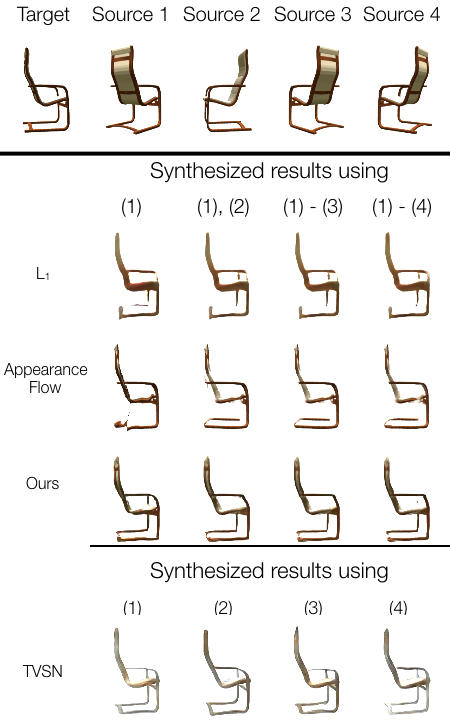 Target Source 1 Source 2 Source 3 Source 4
Synthesized results using
(1) (1), (2) (1) - (3) (1) - (4)
L₁
Appearance
Flow
Ours
Synthesized results using
(1) (2) (3) (4)
TVSN